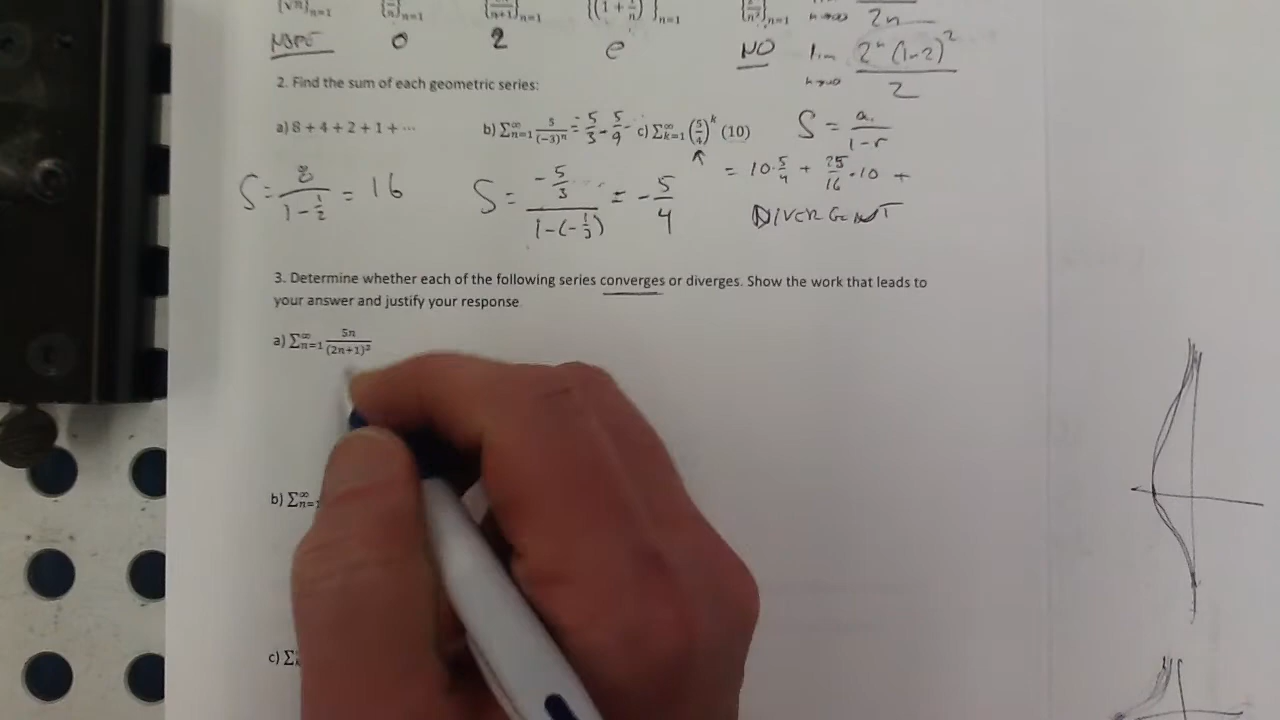 {√n}n=1 {n}n=1 {n+1}n=1 {(1 + 1/n)}n=1 {n²}n=1 n→∞ 2n
0 2 e NO lim n→∞ 2ⁿ(ln2)² / 2
2. Find the sum of each geometric series:
a) 8 + 4 + 2 + 1 + ⋯ b) ∑_{n=1}^{∞} 5/(−3)ⁿ = -5/3 5/9 - c) ∑_{k=1}^{∞} (5/4)^k (10) S = a₁/(1-r)
= 10·5/4 + 25/16·10 +
S = 8/(1-1/2) = 16 S = (-5/3)/(1-(-1/3)) = -5/4 DIVERGENT
3. Determine whether each of the following series converges or diverges. Show the work that leads to
your answer and justify your response
a) ∑_{n=1}^{∞} 5n/(2n+1)²
b) ∑_{n=1}^{∞}
c) ∑